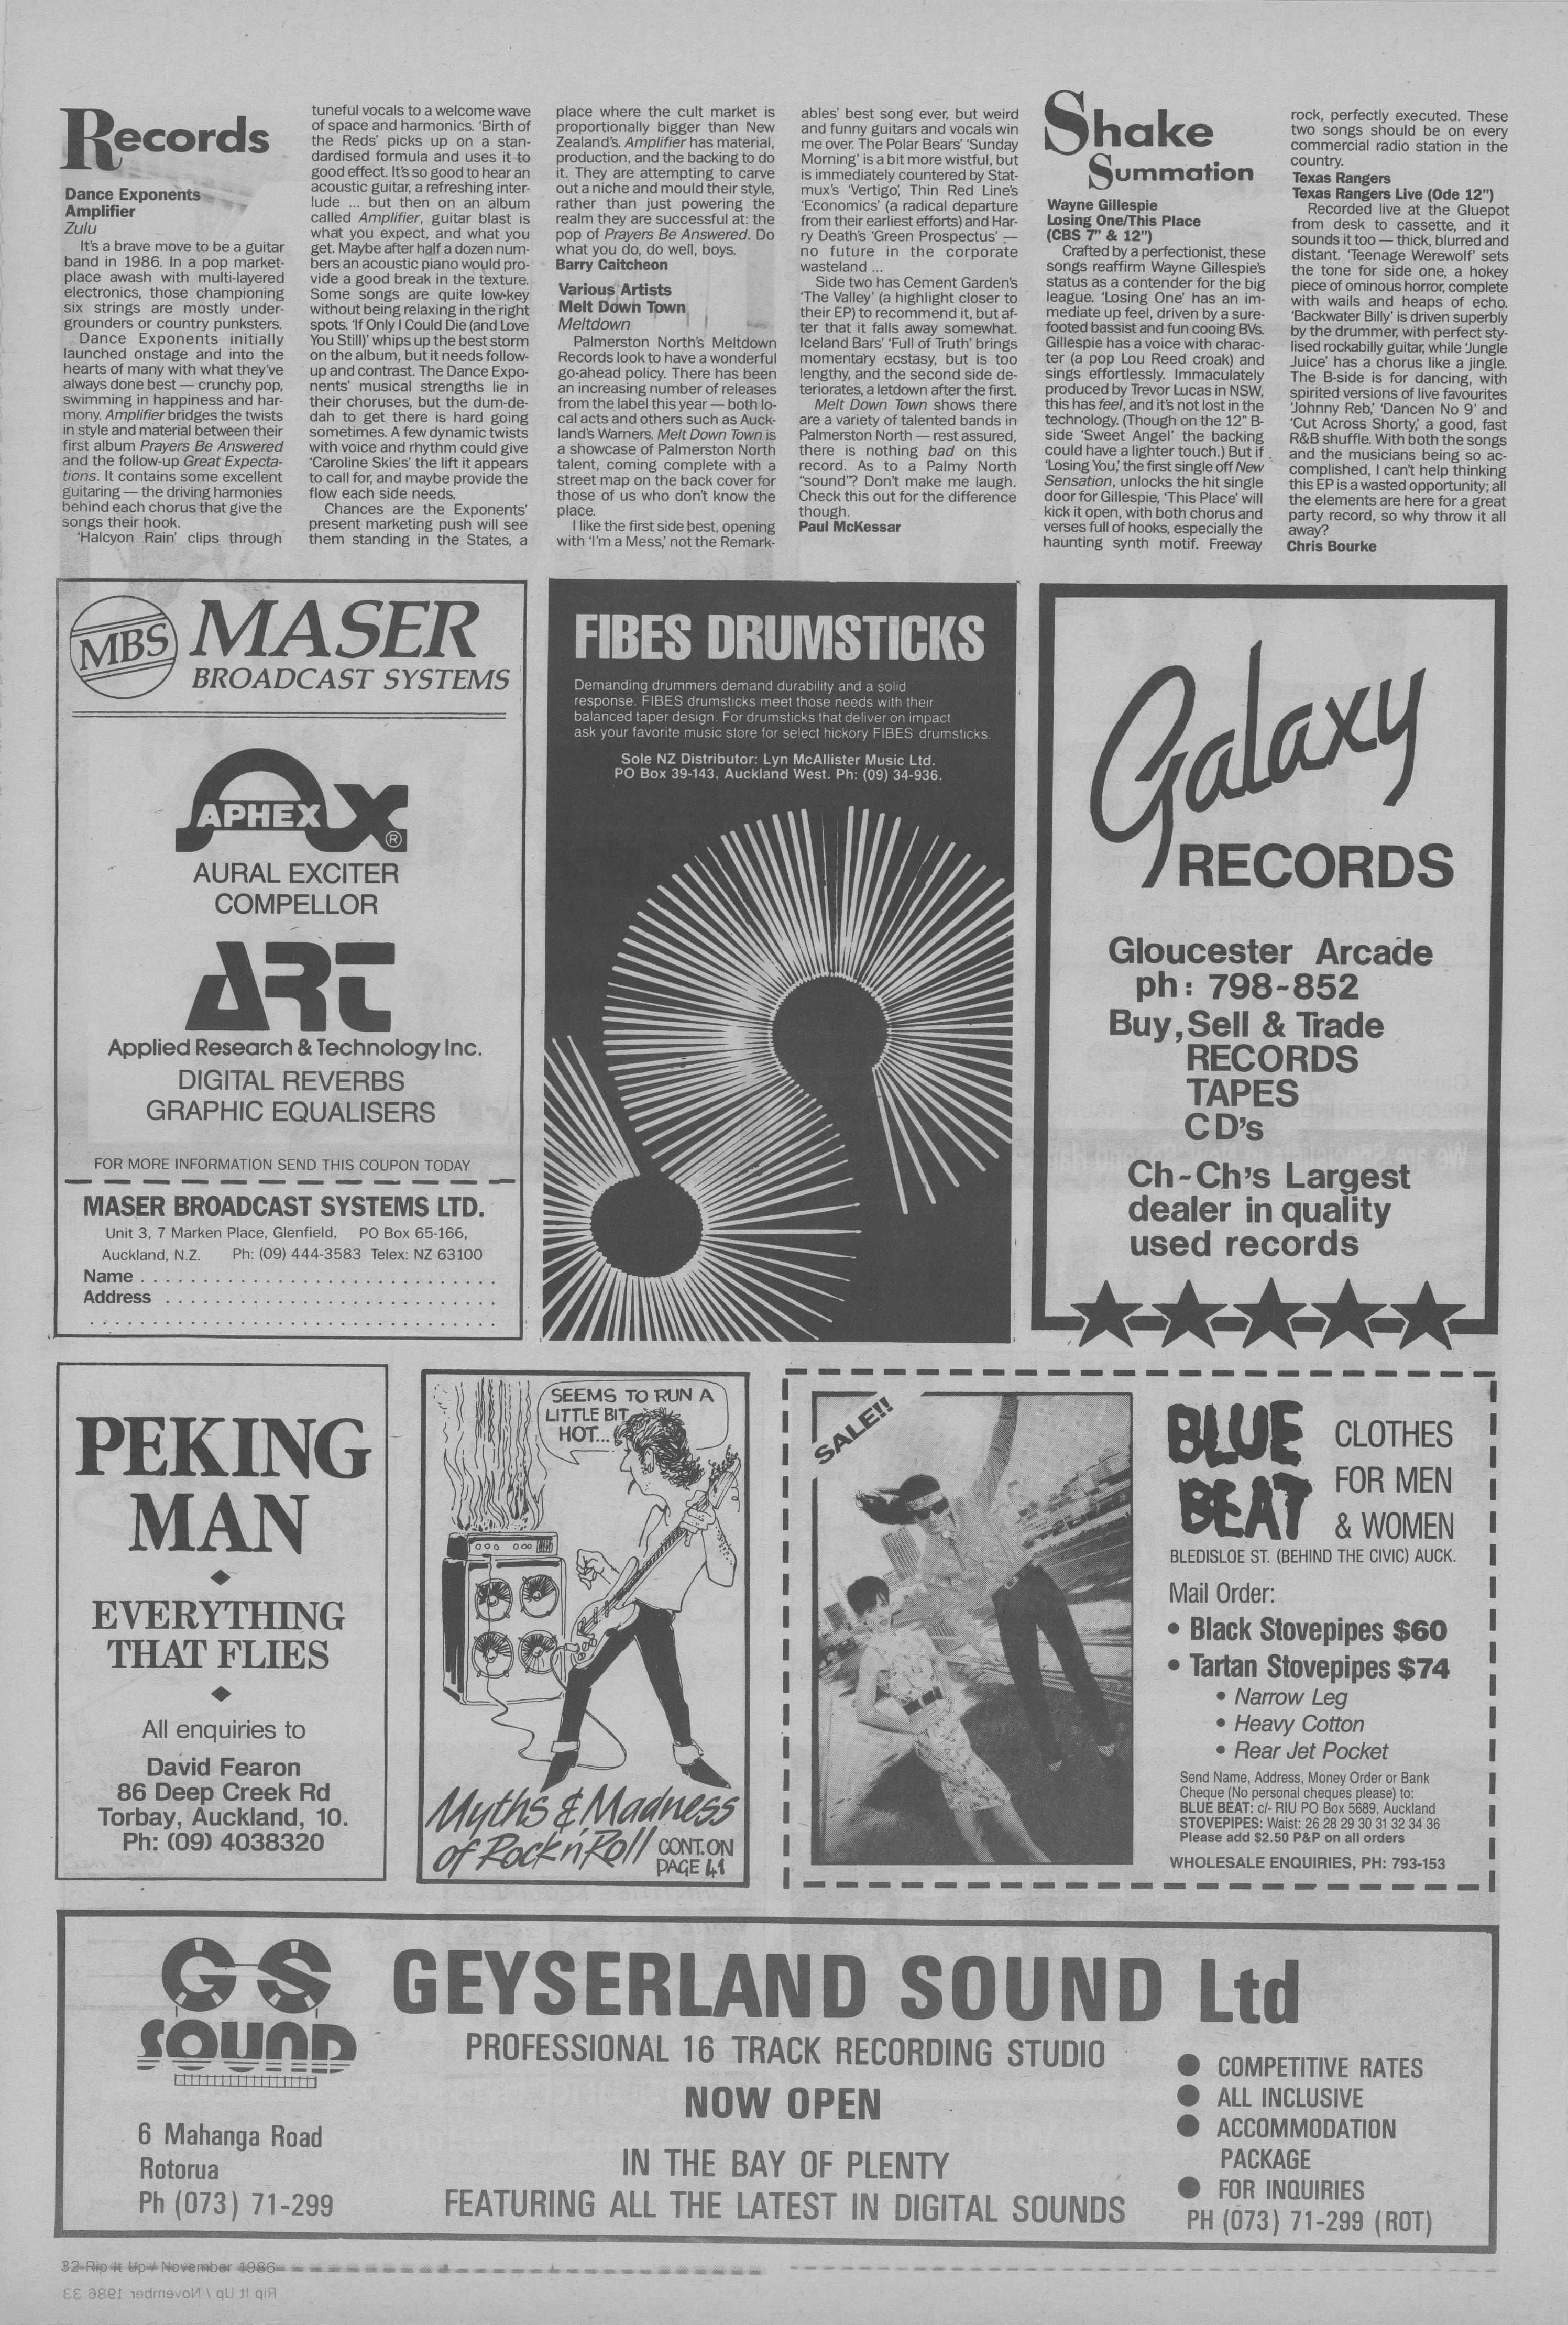 Records
Dance Exponents
Amplifier
Zulu
It's a brave move to be a guitar
band in 1986. In a pop market-
place awash with multi-layered
electronics, those championing
six strings are mostly under-
grounders or country punksters.
Dance Exponents initially
launched onstage and into the
hearts of many with what they've
always done best — crunchy pop,
swimming in happiness and har-
mony. Amplifier bridges the twists
in style and material between their
first album Prayers Be Answered
and the follow-up Great Expecta-
tions. It contains some excellent
guitaring — the driving harmonies
behind each chorus that give the
songs their hook.
'Halcyon Rain' clips through
tuneful vocals to a welcome wave
of space and harmonics. 'Birth of
the Reds' picks up on a stan-
dardised formula and uses it to
good effect. It's so good to hear an
acoustic guitar, a refreshing inter-
lude ... but then on an album
called Amplifier, guitar blast is
what you expect, and what you
get. Maybe after half a dozen num-
bers an acoustic piano would pro-
vide a good break in the texture.
Some songs are quite low-key
without being relaxing in the right
spots. 'If Only I Could Die (and Love
You Still)' whips up the best storm
on the album, but it needs follow-
up and contrast. The Dance Expo-
nents' musical strengths lie in
their choruses, but the dum-de-
dah to get there is hard going
sometimes. A few dynamic twists
with voice and rhythm could give
'Caroline Skies' the lift it appears
to call for, and maybe provide the
flow each side needs.
Chances are the Exponents'
present marketing push will see
them standing in the States, a
place where the cult market is
proportionally bigger than New
Zealand's. Amplifier has material,
production, and the backing to do
it. They are attempting to carve
out a niche and mould their style,
rather than just powering the
realm they are successful at: the
pop of Prayers Be Answered. Do
what you do, do well, boys.
Barry Caitcheon
Various Artists
Melt Down Town
Meltdown
Palmerston North's Meltdown
Records look to have a wonderful
go-ahead policy. There has been
an increasing number of releases
from the label this year — both lo-
cal acts and others such as Auck-
land's Warners. Melt Down Town is
a showcase of Palmerston North
talent, coming complete with a
street map on the back cover for
those of us who don't know the
place.
I like the first side best, opening
with 'I'm a Mess,' not the Remark-
ables' best song ever, but weird
and funny guitars and vocals win
me over. The Polar Bears' 'Sunday
Morning' is a bit more wistful, but
is immediately countered by Stat-
mux's 'Vertigo', Thin Red Line's
'Economics' (a radical departure
from their earliest efforts) and Har-
ry Death's 'Green Prospectus' —
no future in the corporate
wasteland ...
Side two has Cement Garden's
'The Valley' (a highlight closer to
their EP) to recommend it, but af-
ter that it falls away somewhat.
Iceland Bars' 'Full of Truth' brings
momentary ecstasy, but is too
lengthy, and the second side de-
teriorates, a letdown after the first.
Melt Down Town shows there
are a variety of talented bands in
Palmerston North — rest assured,
there is nothing bad on this
record. As to a Palmy North
"sound"? Don't make me laugh.
Check this out for the difference
though.
Paul McKessar
Shake
Summation
Wayne Gillespie
Losing One/This Place
(CBS 7" & 12")
Crafted by a perfectionist, these
songs reaffirm Wayne Gillespie's
status as a contender for the big
league. 'Losing One' has an im-
mediate up feel, driven by a sure-
footed bassist and fun cooing BVs.
Gillespie has a voice with charac-
ter (a pop Lou Reed croak) and
sings effortlessly. Immaculately
produced by Trevor Lucas in NSW,
this has feel, and it's not lost in the
technology. (Though on the 12" B-
side 'Sweet Angel' the backing
could have a lighter touch.) But if
'Losing You,' the first single off New
Sensation, unlocks the hit single
door for Gillespie, 'This Place' will
kick it open, with both chorus and
verses full of hooks, especially the
haunting synth motif. Freeway
rock, perfectly executed. These
two songs should be on every
commercial radio station in the
country.
Texas Rangers
Texas Rangers Live (Ode 12")
Recorded live at the Gluepot
from desk to cassette, and it
sounds it too — thick, blurred and
distant. 'Teenage Werewolf' sets
the tone for side one, a hokey
piece of ominous horror, complete
with wails and heaps of echo.
'Backwater Billy' is driven superbly
by the drummer, with perfect sty-
lised rockabilly guitar, while 'Jungle
Juice' has a chorus like a jingle.
The B-side is for dancing, with
spirited versions of live favourites
'Johnny Reb,' 'Dancen No 9' and
'Cut Across Shorty,' a good, fast
R&B shuffle. With both the songs
and the musicians being so ac-
complished, I can't help thinking
this EP is a wasted opportunity; all
the elements are here for a great
party record, so why throw it all
away?
Chris Bourke
MBS MASER
BROADCAST SYSTEMS
APHEX X ®
AURAL EXCITER
COMPELLOR
ART
Applied Research & Technology Inc.
DIGITAL REVERBS
GRAPHIC EQUALISERS
FOR MORE INFORMATION SEND THIS COUPON TODAY
MASER BROADCAST SYSTEMS LTD.
Unit 3, 7 Marken Place, Glenfield, PO Box 65-166,
Auckland, N.Z. Ph: (09) 444-3583 Telex: NZ 63100
Name
Address
FIBES DRUMSTICKS
Demanding drummers demand durability and a solid
response. FIBES drumsticks meet those needs with their
balanced taper design. For drumsticks that deliver on impact
ask your favorite music store for select hickory FIBES drumsticks.
Sole NZ Distributor: Lyn McAllister Music Ltd.
PO Box 39-143, Auckland West. Ph: (09) 34-936.
Galaxy
RECORDS
Gloucester Arcade
ph: 798-852
Buy, Sell & Trade
RECORDS
TAPES
CD's
Ch-Ch's Largest
dealer in quality
used records
PEKING
MAN
EVERYTHING
THAT FLIES
All enquiries to
David Fearon
86 Deep Creek Rd
Torbay, Auckland, 10.
Ph: (09) 4038320
SEEMS TO RUN A
LITTLE BIT
HOT...
Myths & Madness
of Rock'n'Roll CONT. ON
PAGE 41
SALE!!
BLUE
BEAT
CLOTHES
FOR MEN
& WOMEN
BLEDISLOE ST. (BEHIND THE CIVIC) AUCK.
Mail Order:
• Black Stovepipes $60
• Tartan Stovepipes $74
• Narrow Leg
• Heavy Cotton
• Rear Jet Pocket
Send Name, Address, Money Order or Bank
Cheque (No personal cheques please) to:
BLUE BEAT: c/- RIU PO Box 5689, Auckland
STOVEPIPES: Waist: 26 28 29 30 31 32 34 36
Please add $2.50 P&P on all orders
WHOLESALE ENQUIRIES, PH: 793-153
GS
SOUND
6 Mahanga Road
Rotorua
Ph (073) 71-299
GEYSERLAND SOUND Ltd
PROFESSIONAL 16 TRACK RECORDING STUDIO
NOW OPEN
IN THE BAY OF PLENTY
FEATURING ALL THE LATEST IN DIGITAL SOUNDS
● COMPETITIVE RATES
● ALL INCLUSIVE
● ACCOMMODATION
PACKAGE
● FOR INQUIRIES
PH (073) 71-299 (ROT)
32 Rip It Up / November 1986
Rip It Up / November 1986 33